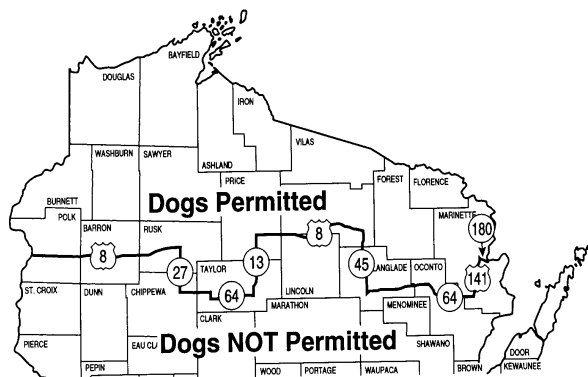 BAYFIELD
DOUGLAS
IRON
VILAS
WASHBURN
SAWYER
ASHLAND
PRICE
FOREST
FLORENCE
Dogs Permitted
BURNETT
POLK
MARINETTE
BARRON
RUSK
180
8
8
27
TAYLOR
13
45
LANGLADE
OCONTO
141
ST. CROIX
DUNN
CHIPPEWA
64
LINCOLN
64
MARATHON
MENOMINEE
CLARK
PIERCE
EAU CLA
Dogs NOT Permitted
SHAWANO
DOOR
PEPIN
WOOD
PORTAGE
WAUPACA
BROWN
KEWAUNEE